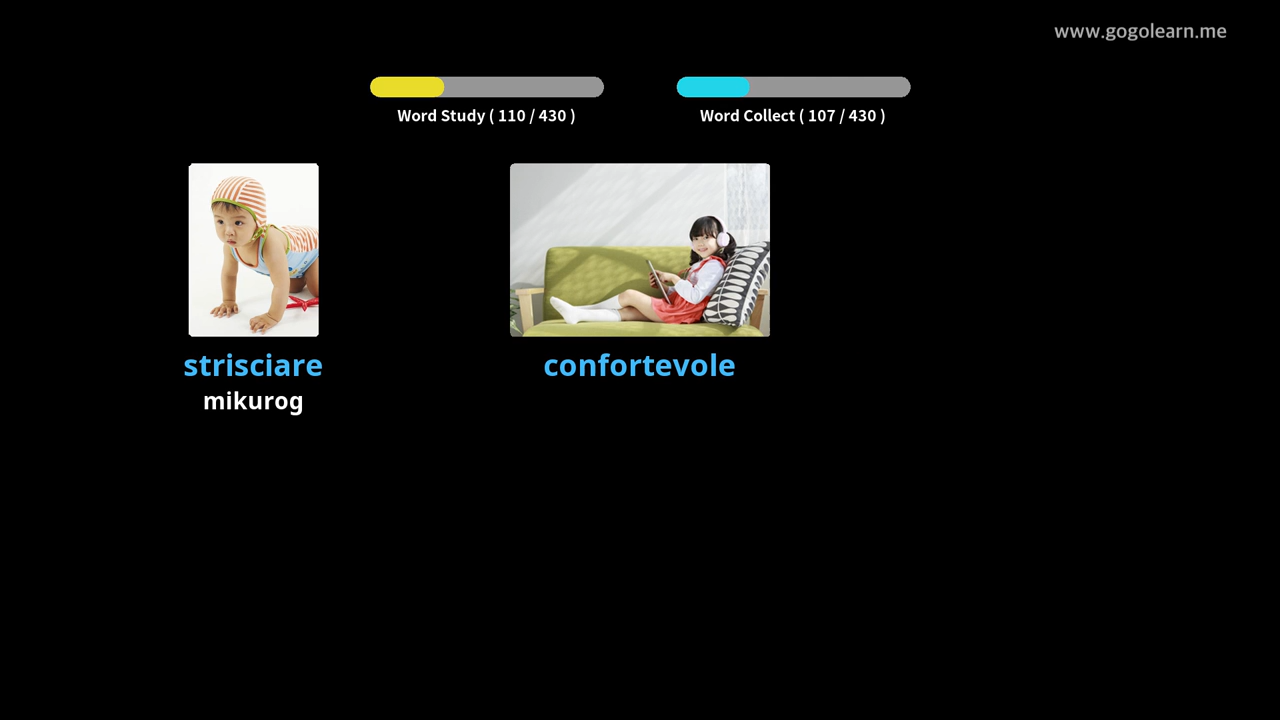 www.gogolearn.me
Word Study ( 110 / 430 )
Word Collect ( 107 / 430 )
strisciare
mikurog
confortevole